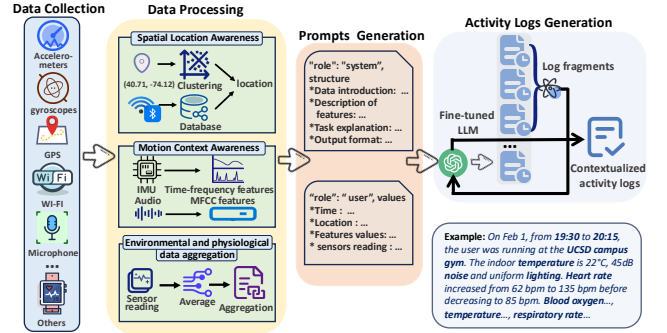 Data Collection
Accelero-
meters
gyroscopes
GPS
Wi Fi
WI-FI
Microphone
...
Others
Data Processing
Spatial Location Awareness
(40.71, -74.12)
Clustering
location
Database
Motion Context Awareness
IMU
Audio
Time-frequency features
MFCC features
Environmental and physiological
data aggregation
Sensor
reading
Average
Aggregation
Prompts Generation
"role": "system",
structure
*Data introduction: ...
*Description of
features: ...
*Task explanation: ...
*Output format: ...
"role": "user", values
*Time : ...
*Location : ...
*Features values: ...
* sensors reading : ...
Activity Logs Generation
Log fragments
Fine-tuned
LLM
...
Contextualized
activity logs
Example: On Feb 1, from 19:30 to 20:15,
the user was running at the UCSD campus
gym. The indoor temperature is 22°C, 45dB
noise and uniform lighting. Heart rate
increased from 62 bpm to 135 bpm before
decreasing to 85 bpm. Blood oxygen...,
temperature..., respiratory rate...